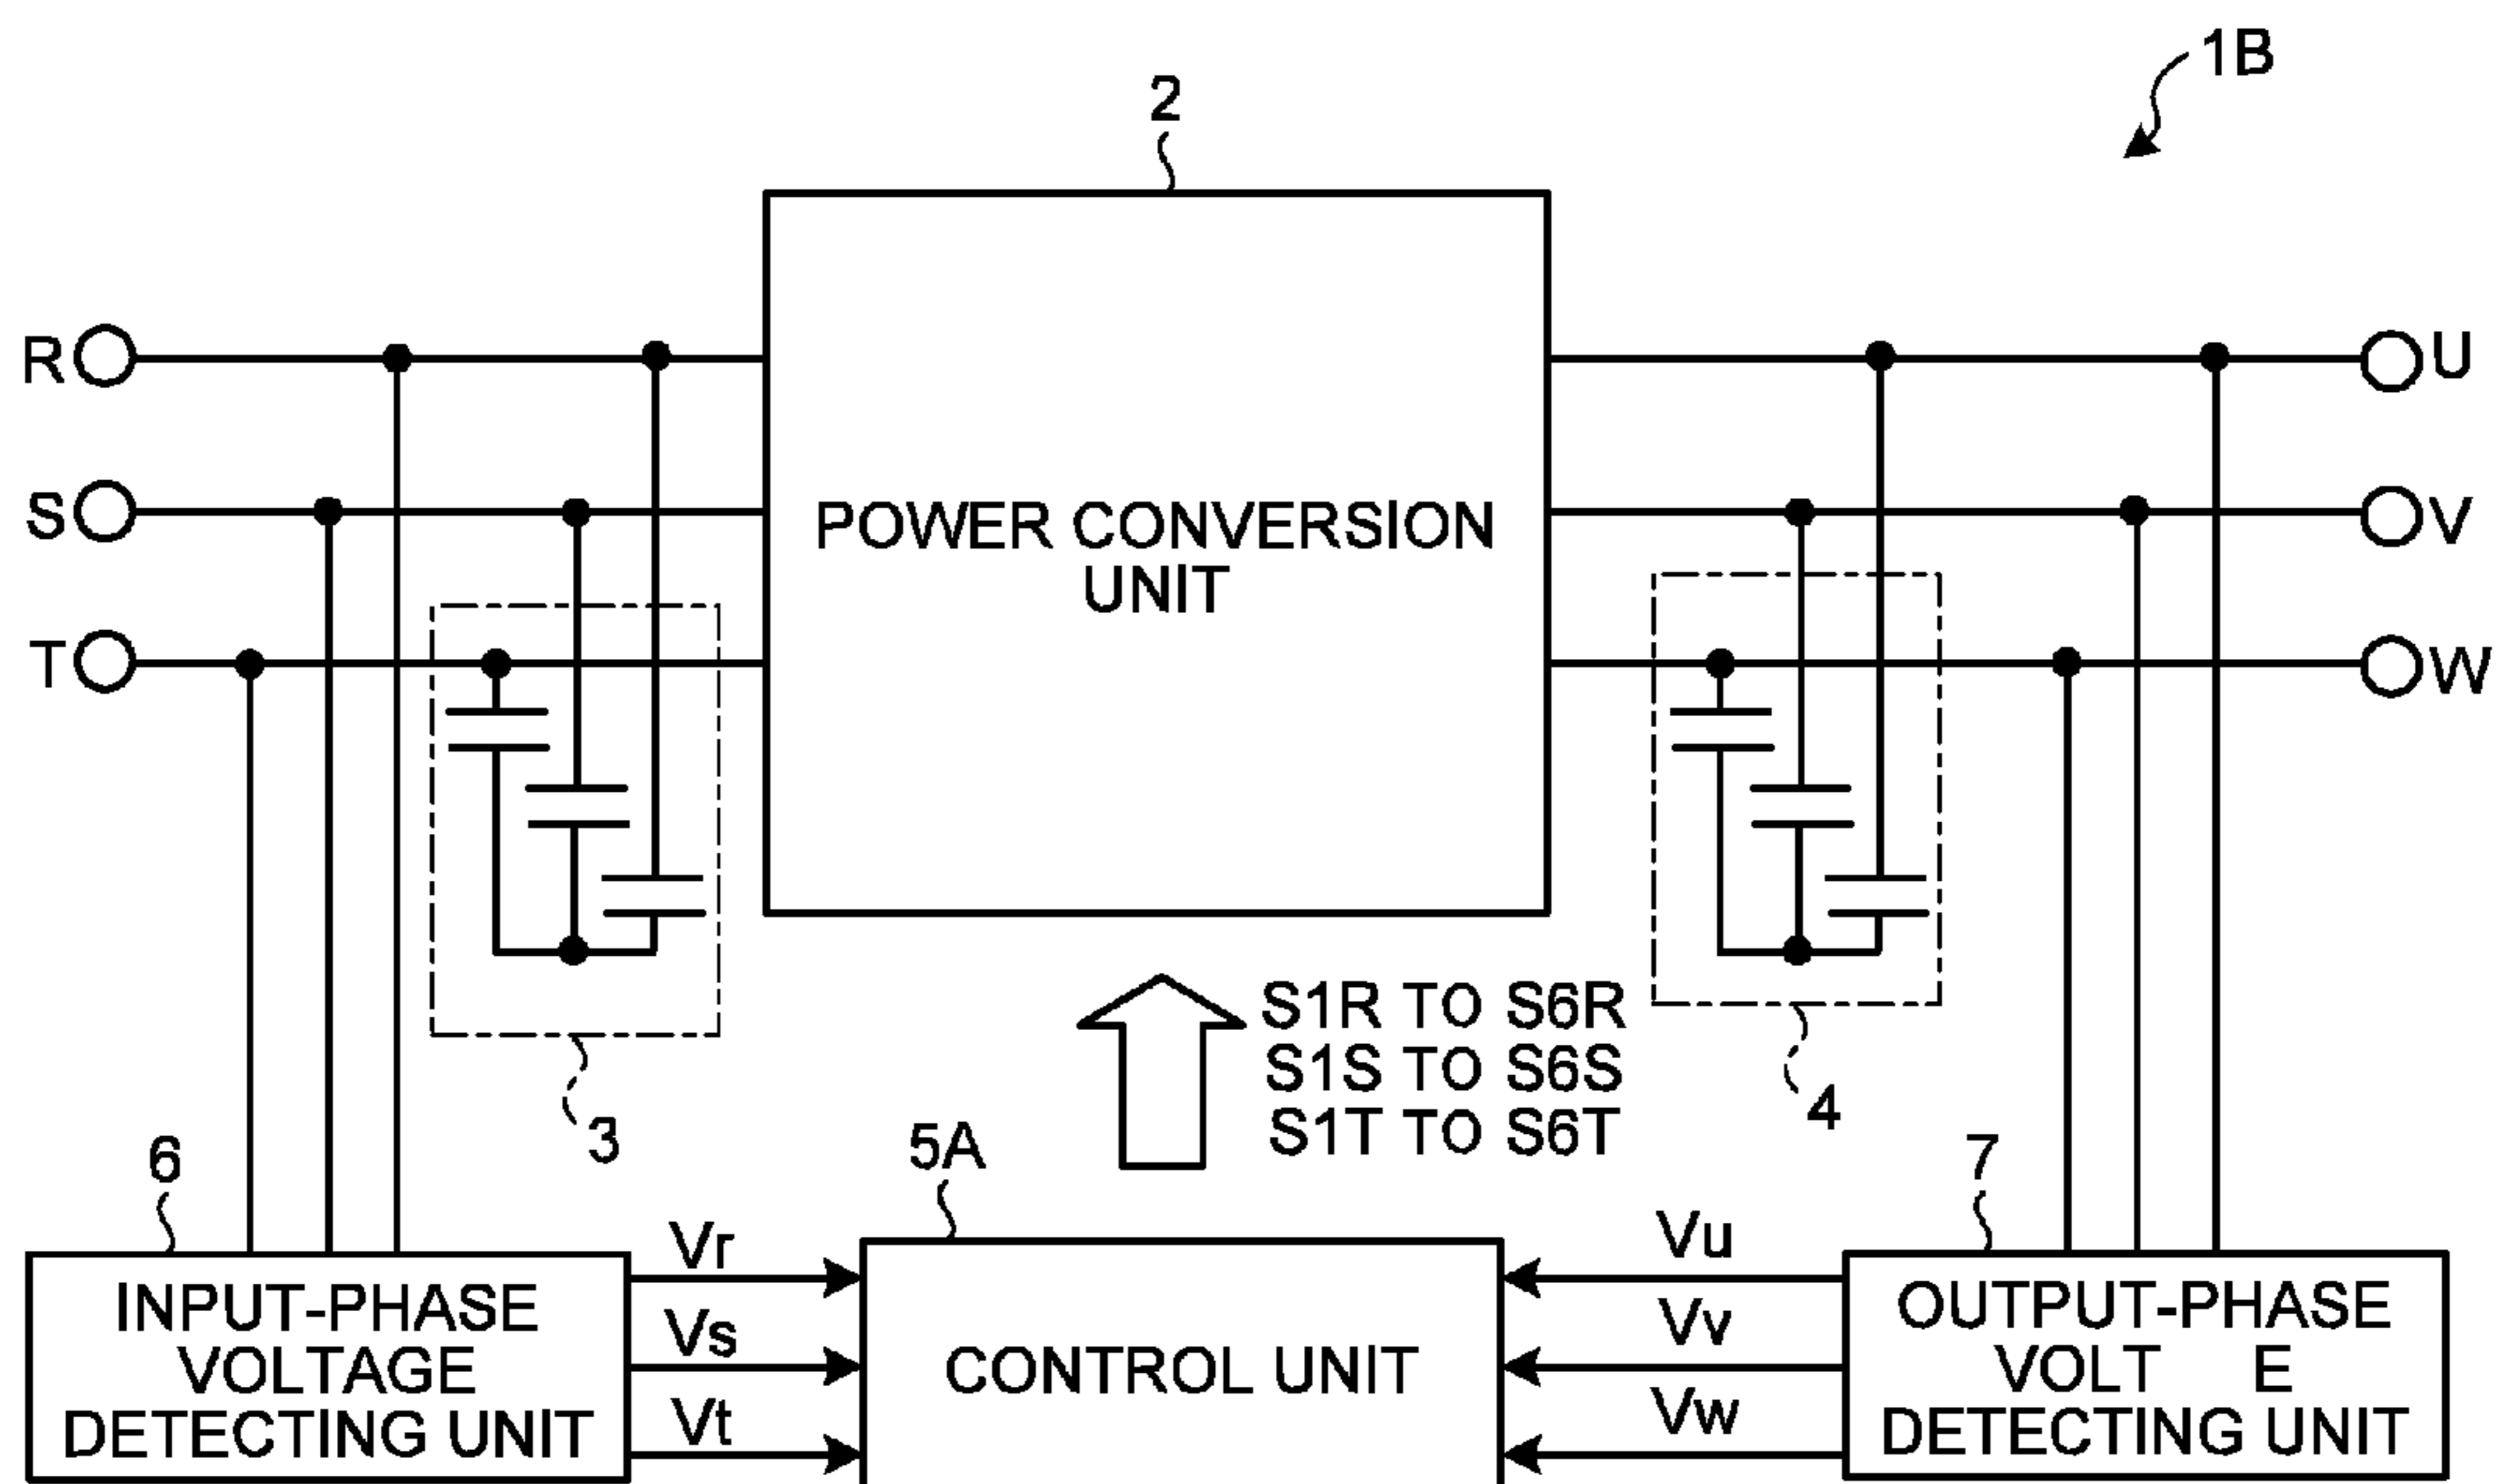 1B
2
R
S
T
POWER CONVERSION
UNIT
U
V
W
S1R TO S6R
S1S TO S6S
S1T TO S6T
3
4
6
5A
7
INPUT-PHASE
VOLTAGE
DETECTING UNIT
Vr
Vs
Vt
CONTROL UNIT
Vu
Vv
Vw
OUTPUT-PHASE
VOLT E
DETECTING UNIT